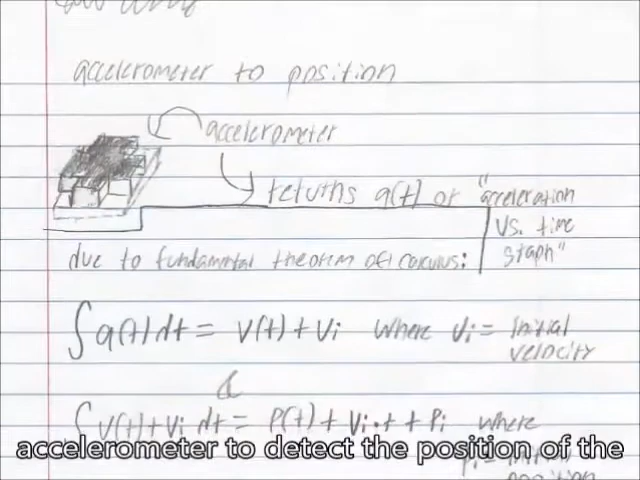 accelerometer to position
accelerometer
returns a(t) or "acceleration
vs. time
graph"
due to fundamental theorem of calculus:
∫a(t)dt = v(t) + vi where vi = initial
velocity
&
∫v(t)+vi dt = p(t) + vi·t + pi where
accelerometer to detect the position of the